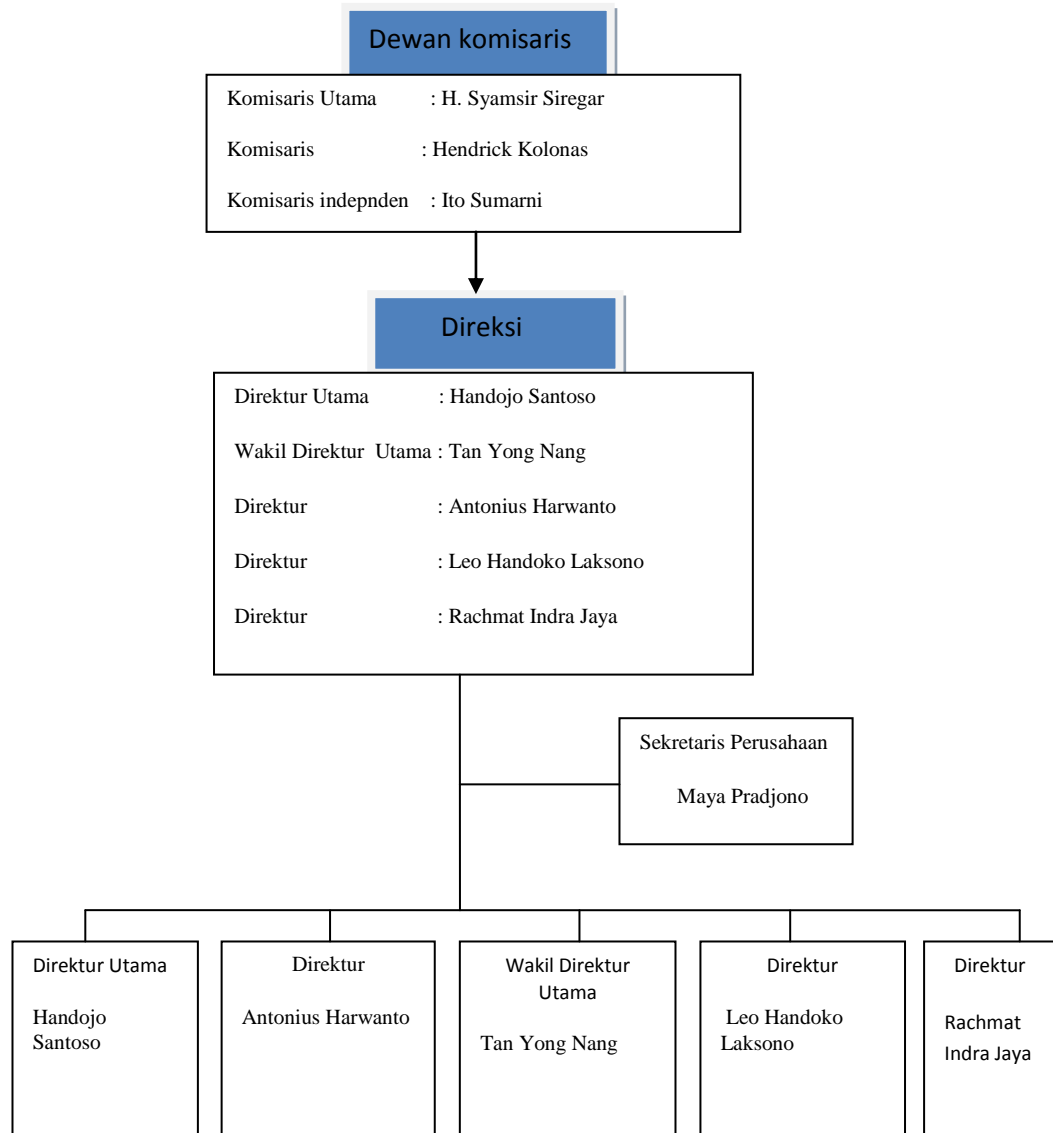 Dewan komisaris
Komisaris Utama : H. Syamsir Siregar
Komisaris : Hendrick Kolonas
Komisaris indepnden : Ito Sumarni
Direksi
Direktur Utama : Handojo Santoso
Wakil Direktur Utama : Tan Yong Nang
Direktur : Antonius Harwanto
Direktur : Leo Handoko Laksono
Direktur : Rachmat Indra Jaya
Sekretaris Perusahaan
Maya Pradjono
Direktur Utama
Handojo
Santoso
Direktur
Antonius Harwanto
Wakil Direktur
Utama
Tan Yong Nang
Direktur
Leo Handoko
Laksono
Direktur
Rachmat
Indra Jaya